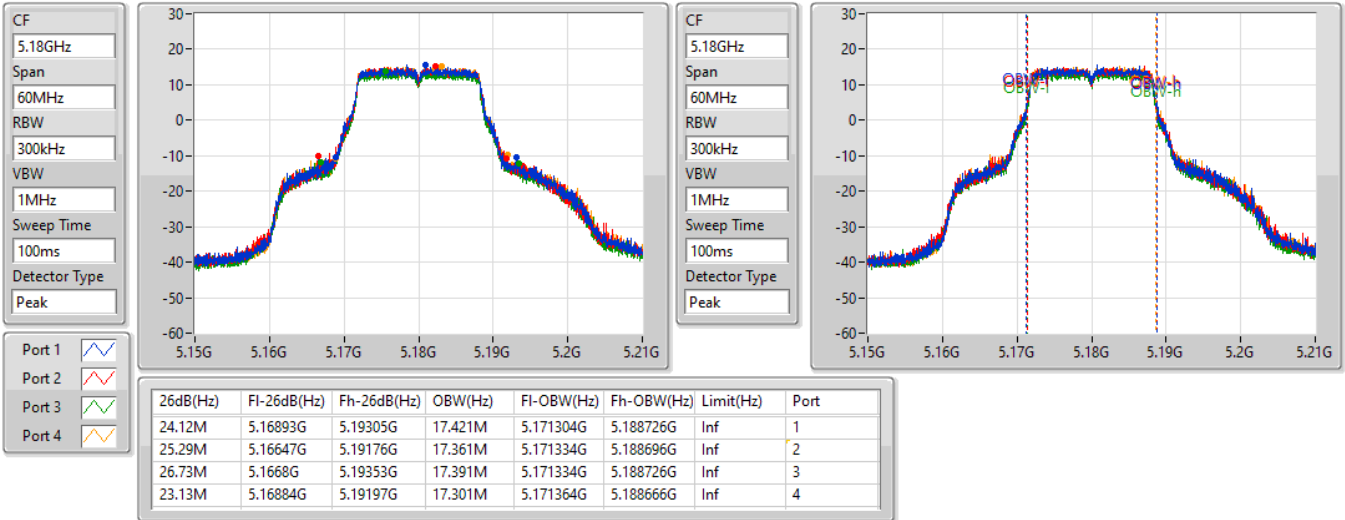 CF
5.18GHz
Span
60MHz
RBW
300kHz
VBW
1MHz
Sweep Time
100ms
Detector Type
Peak
30
20
10
0
-10
-20
-30
-40
-50
-60
5.15G 5.16G 5.17G 5.18G 5.19G 5.2G 5.21G
CF
5.18GHz
Span
60MHz
RBW
300kHz
VBW
1MHz
Sweep Time
100ms
Detector Type
Peak
30
20
10
0
-10
-20
-30
-40
-50
-60
OBW-l OBW-h
OBW-l OBW-h
5.15G 5.16G 5.17G 5.18G 5.19G 5.2G 5.21G
Port 1
Port 2
Port 3
Port 4
26dB(Hz) Fl-26dB(Hz) Fh-26dB(Hz) OBW(Hz) Fl-OBW(Hz) Fh-OBW(Hz) Limit(Hz) Port
24.12M 5.16893G 5.19305G 17.421M 5.171304G 5.188726G Inf 1
25.29M 5.16647G 5.19176G 17.361M 5.171334G 5.188696G Inf 2
26.73M 5.1668G 5.19353G 17.391M 5.171334G 5.188726G Inf 3
23.13M 5.16884G 5.19197G 17.301M 5.171364G 5.188666G Inf 4